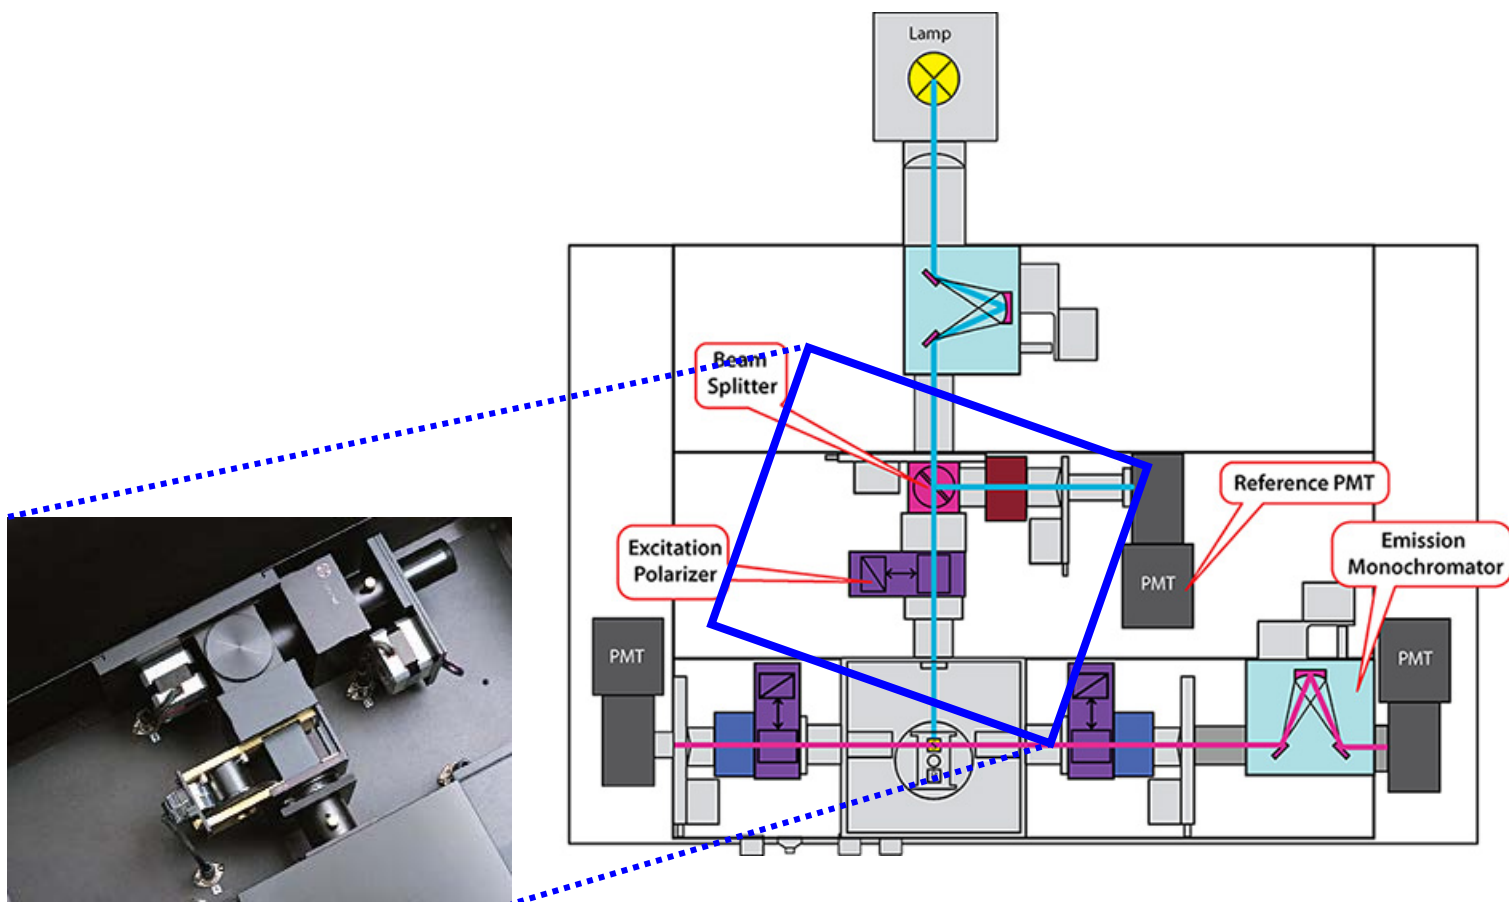 Lamp
Beam
Splitter
Reference PMT
Excitation
Polarizer
Emission
Monochromator
PMT
PMT
PMT